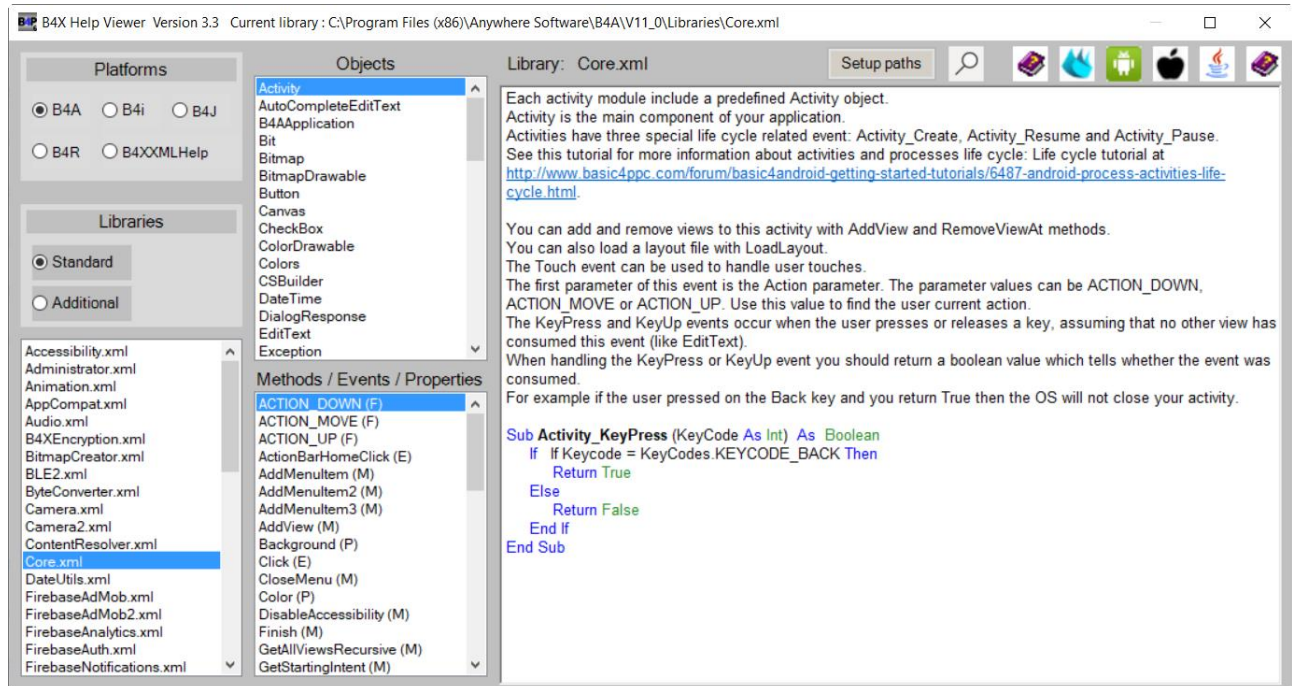 B4X Help Viewer Version 3.3 Current library : C:\Program Files (x86)\Anywhere Software\B4A\V11_0\Libraries\Core.xml
Platforms
B4A B4i B4J
B4R B4XXMLHelp
Libraries
Standard
Additional
Accessibility.xml
Administrator.xml
Animation.xml
AppCompat.xml
Audio.xml
B4XEncryption.xml
BitmapCreator.xml
BLE2.xml
ByteConverter.xml
Camera.xml
Camera2.xml
ContentResolver.xml
Core.xml
DateUtils.xml
FirebaseAdMob.xml
FirebaseAdMob2.xml
FirebaseAnalytics.xml
FirebaseAuth.xml
FirebaseNotifications.xml
Objects
Activity
AutoCompleteEditText
B4AApplication
Bit
Bitmap
BitmapDrawable
Button
Canvas
CheckBox
ColorDrawable
Colors
CSBuilder
DateTime
DialogResponse
EditText
Exception
Methods / Events / Properties
ACTION_DOWN (F)
ACTION_MOVE (F)
ACTION_UP (F)
ActionBarHomeClick (E)
AddMenuItem (M)
AddMenuItem2 (M)
AddMenuItem3 (M)
AddView (M)
Background (P)
Click (E)
CloseMenu (M)
Color (P)
DisableAccessibility (M)
Finish (M)
GetAllViewsRecursive (M)
GetStartingIntent (M)
Library: Core.xml
Setup paths
Each activity module include a predefined Activity object.
Activity is the main component of your application.
Activities have three special life cycle related event: Activity_Create, Activity_Resume and Activity_Pause.
See this tutorial for more information about activities and processes life cycle: Life cycle tutorial at
http://www.basic4ppc.com/forum/basic4android-getting-started-tutorials/6487-android-process-activities-life-
cycle.html.
You can add and remove views to this activity with AddView and RemoveViewAt methods.
You can also load a layout file with LoadLayout.
The Touch event can be used to handle user touches.
The first parameter of this event is the Action parameter. The parameter values can be ACTION_DOWN,
ACTION_MOVE or ACTION_UP. Use this value to find the user current action.
The KeyPress and KeyUp events occur when the user presses or releases a key, assuming that no other view has
consumed this event (like EditText).
When handling the KeyPress or KeyUp event you should return a boolean value which tells whether the event was
consumed.
For example if the user pressed on the Back key and you return True then the OS will not close your activity.
Sub Activity_KeyPress (KeyCode As Int) As Boolean
If If Keycode = KeyCodes.KEYCODE_BACK Then
Return True
Else
Return False
End If
End Sub